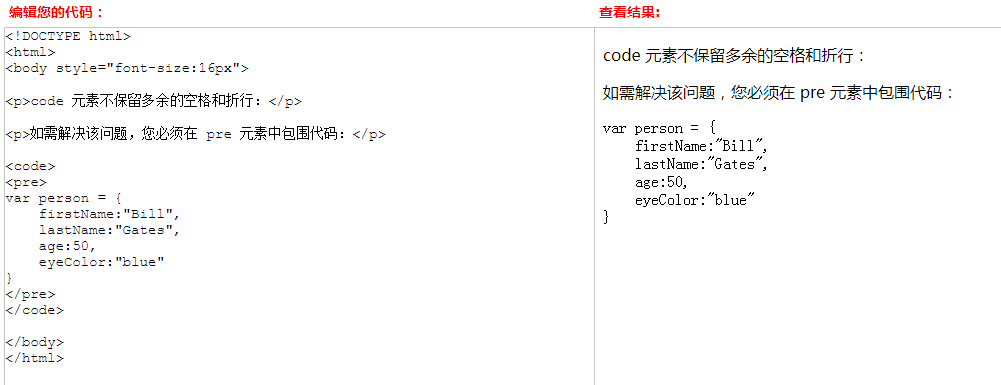 编辑您的代码：
<!DOCTYPE html>
<html>
<body style="font-size:16px">
<p>code 元素不保留多余的空格和折行：</p>
<p>如需解决该问题，您必须在 pre 元素中包围代码：</p>
<code>
<pre>
var person = {
    firstName:"Bill",
    lastName:"Gates",
    age:50,
    eyeColor:"blue"
}
</pre>
</code>
</body>
</html>
查看结果:
code 元素不保留多余的空格和折行：
如需解决该问题，您必须在 pre 元素中包围代码：
var person = {
    firstName:"Bill",
    lastName:"Gates",
    age:50,
    eyeColor:"blue"
}